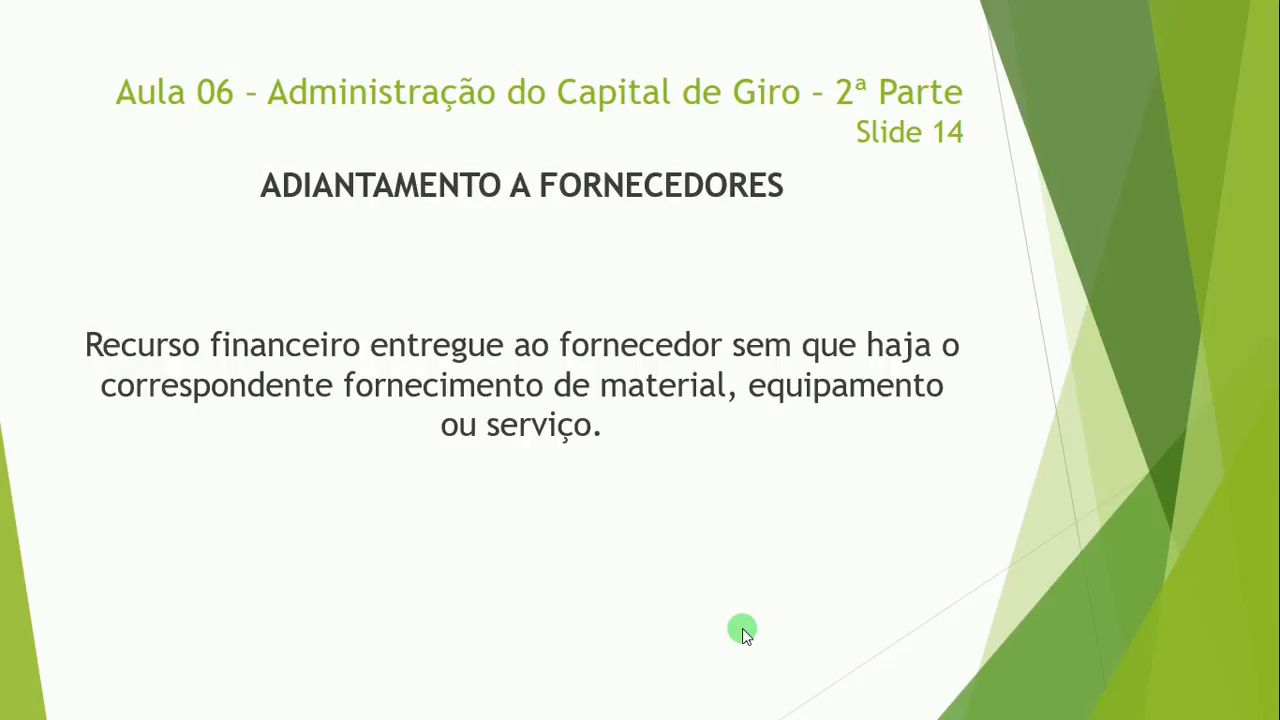 Aula 06 – Administração do Capital de Giro – 2ª Parte
Slide 14
ADIANTAMENTO A FORNECEDORES
Recurso financeiro entregue ao fornecedor sem que haja o
correspondente fornecimento de material, equipamento
ou serviço.